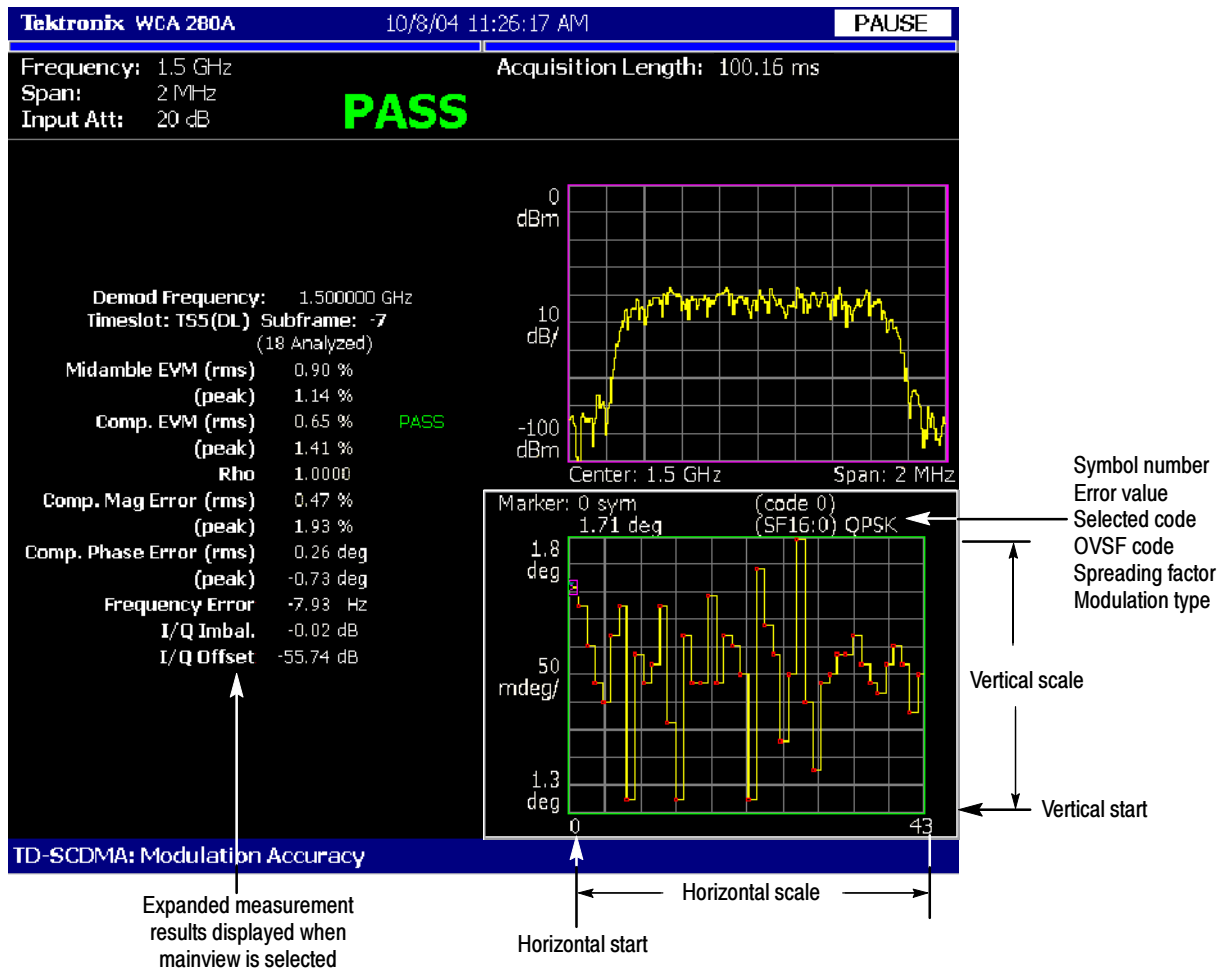 Tektronix WCA 280A 10/8/04 11:26:17 AM PAUSE
Frequency: 1.5 GHz Acquisition Length: 100.16 ms
Span: 2 MHz
Input Att: 20 dB
PASS
0
dBm
10
dB/
-100
dBm
Center: 1.5 GHz Span: 2 MHz
Demod Frequency: 1.500000 GHz
Timeslot: TS5(DL) Subframe: -7
(18 Analyzed)
Midamble EVM (rms) 0.90 %
(peak) 1.14 %
Comp. EVM (rms) 0.65 % PASS
(peak) 1.41 %
Rho 1.0000
Comp. Mag Error (rms) 0.47 %
(peak) 1.93 %
Comp. Phase Error (rms) 0.26 deg
(peak) -0.73 deg
Frequency Error -7.93 Hz
I/Q Imbal. -0.02 dB
I/Q Offset -55.74 dB
Marker: 0 sym (code 0)
1.71 deg (SF16:0) QPSK
1.8
deg
50
mdeg/
1.3
deg
0 43
Symbol number
Error value
Selected code
OVSF code
Spreading factor
Modulation type
Vertical scale
Vertical start
TD-SCDMA: Modulation Accuracy
Horizontal scale
Horizontal start
Expanded measurement
results displayed when
mainview is selected